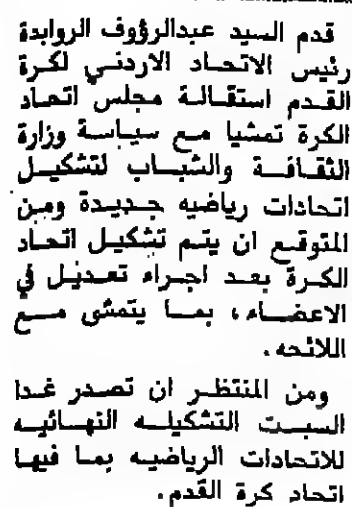 قدم السيد عبدالرؤوف الروابدة
رئيس الاتحاد الاردني لكرة
القدم استقالة مجلس اتحاد
الكرة تمشيا مع سياسة وزارة
الثقافة والشباب لتشكيل
اتحادات رياضيه جديدة ومن
المتوقع ان يتم تشكيل اتحاد
الكرة بعد اجراء تعديل في
الاعضاء ، بما يتمشى مع
اللائحه .
ومن المنتظر ان تصدر غدا
السبت التشكيله النهائيه
للاتحادات الرياضيه بما فيها
اتحاد كرة القدم .